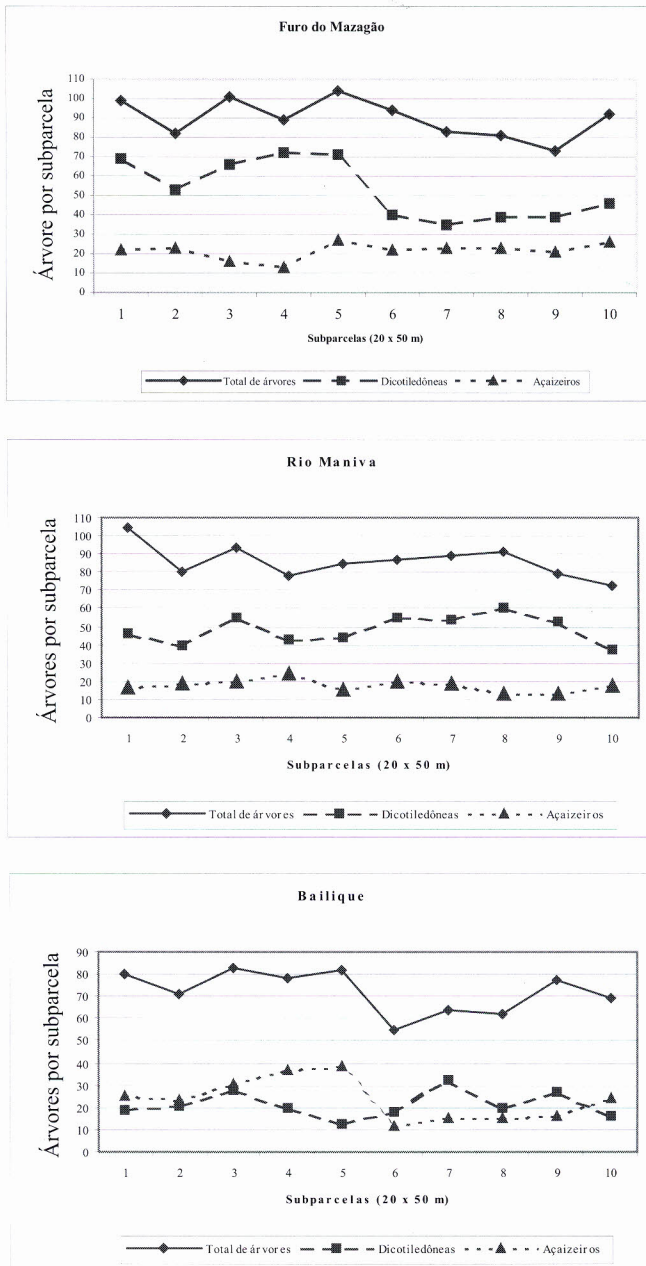 Furo do Mazagão
Árvore por subparcela
110
100
90
80
70
60
50
40
30
20
10
0
1 2 3 4 5 6 7 8 9 10
Subparcelas (20 x 50 m)
Total de árvores Dicotiledôneas Açaizeiros
Rio Maniva
Árvores por subparcela
110
100
90
80
70
60
50
40
30
20
10
0
1 2 3 4 5 6 7 8 9 10
Subparcelas (20 x 50 m)
Total de árvores Dicotiledôneas Açaizeiros
Bailique
Árvores por subparcela
90
80
70
60
50
40
30
20
10
0
1 2 3 4 5 6 7 8 9 10
Subparcelas (20 x 50 m)
Total de árvores Dicotiledôneas Açaizeiros